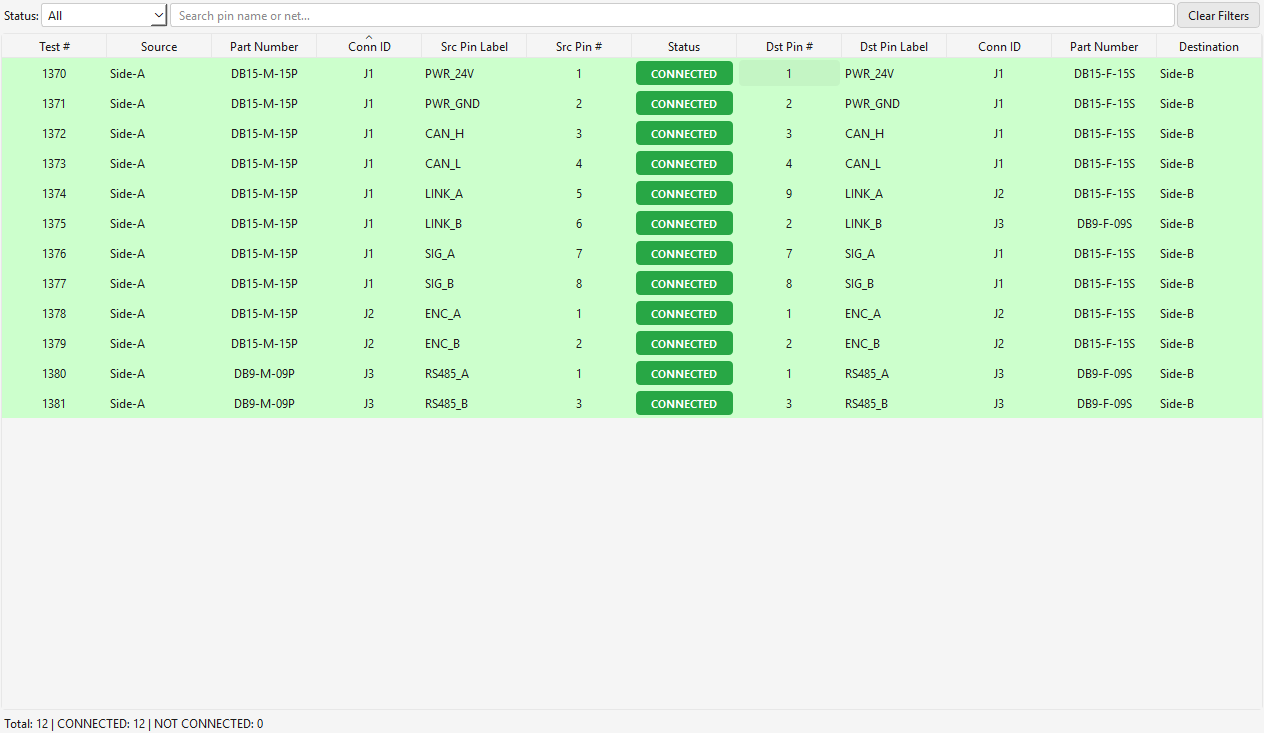 Status: All Search pin name or net... Clear Filters
Test # Source Part Number Conn ID Src Pin Label Src Pin # Status Dst Pin # Dst Pin Label Conn ID Part Number Destination
1370 Side-A DB15-M-15P J1 PWR_24V 1 CONNECTED 1 PWR_24V J1 DB15-F-15S Side-B
1371 Side-A DB15-M-15P J1 PWR_GND 2 CONNECTED 2 PWR_GND J1 DB15-F-15S Side-B
1372 Side-A DB15-M-15P J1 CAN_H 3 CONNECTED 3 CAN_H J1 DB15-F-15S Side-B
1373 Side-A DB15-M-15P J1 CAN_L 4 CONNECTED 4 CAN_L J1 DB15-F-15S Side-B
1374 Side-A DB15-M-15P J1 LINK_A 5 CONNECTED 9 LINK_A J2 DB15-F-15S Side-B
1375 Side-A DB15-M-15P J1 LINK_B 6 CONNECTED 2 LINK_B J3 DB9-F-09S Side-B
1376 Side-A DB15-M-15P J1 SIG_A 7 CONNECTED 7 SIG_A J1 DB15-F-15S Side-B
1377 Side-A DB15-M-15P J1 SIG_B 8 CONNECTED 8 SIG_B J1 DB15-F-15S Side-B
1378 Side-A DB15-M-15P J2 ENC_A 1 CONNECTED 1 ENC_A J2 DB15-F-15S Side-B
1379 Side-A DB15-M-15P J2 ENC_B 2 CONNECTED 2 ENC_B J2 DB15-F-15S Side-B
1380 Side-A DB9-M-09P J3 RS485_A 1 CONNECTED 1 RS485_A J3 DB9-F-09S Side-B
1381 Side-A DB9-M-09P J3 RS485_B 3 CONNECTED 3 RS485_B J3 DB9-F-09S Side-B
Total: 12 | CONNECTED: 12 | NOT CONNECTED: 0